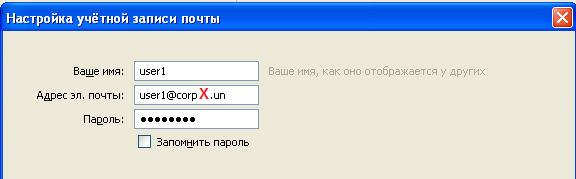 Настройка учётной записи почты
Ваше имя: user1 Ваше имя, как оно отображается у других
Адрес эл. почты: user1@corpX.un
Пароль: ●●●●●●●●
Запомнить пароль